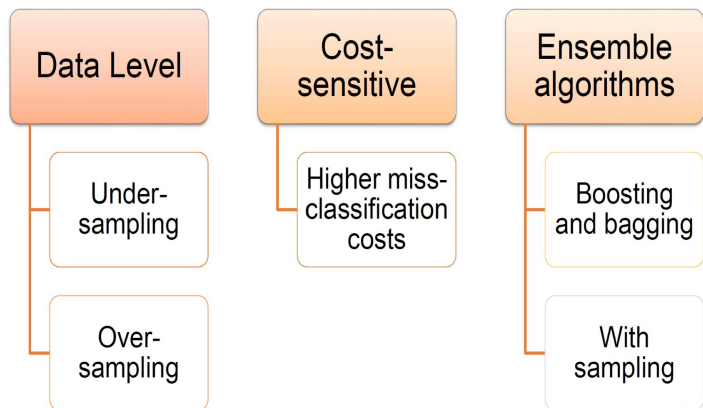 Data Level
Under-
sampling
Over-
sampling
Cost-
sensitive
Higher miss-
classification
costs
Ensemble
algorithms
Boosting
and bagging
With
sampling